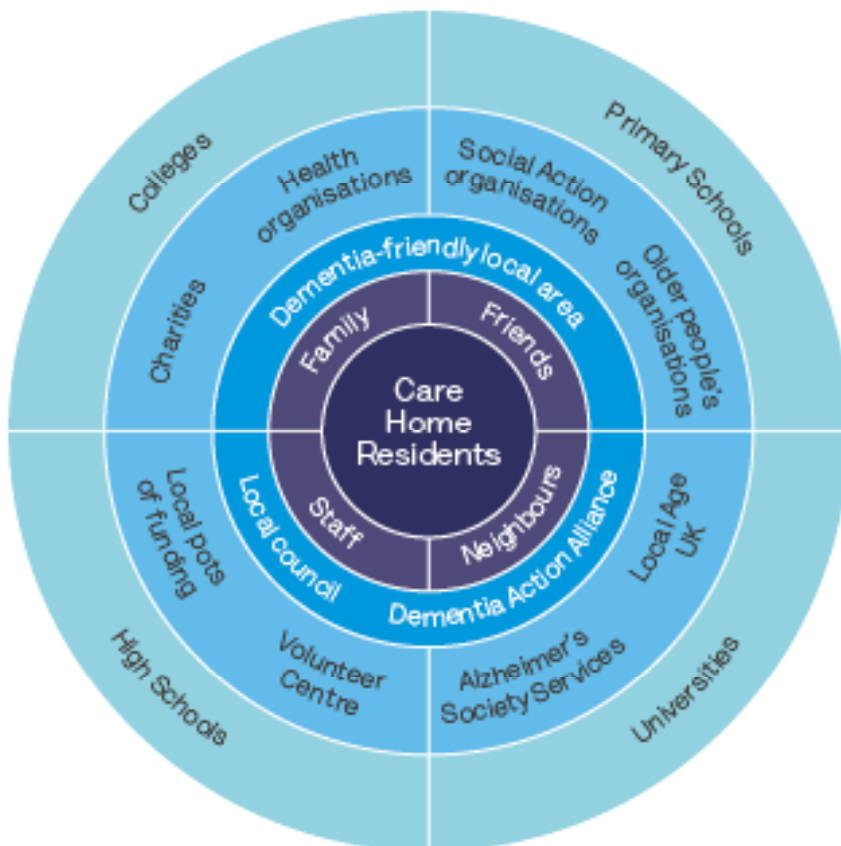 Colleges
Primary Schools
Health
organisations
Social Action
organisations
Charities
Older people's
organisations
Dementia-friendly local area
Family
Friends
Care
Home
Residents
Staff
Neighbours
Local council
Dementia Action Alliance
Local pots
of funding
Local Age
UK
Volunteer
Centre
Alzheimer's
Society Services
High Schools
Universities